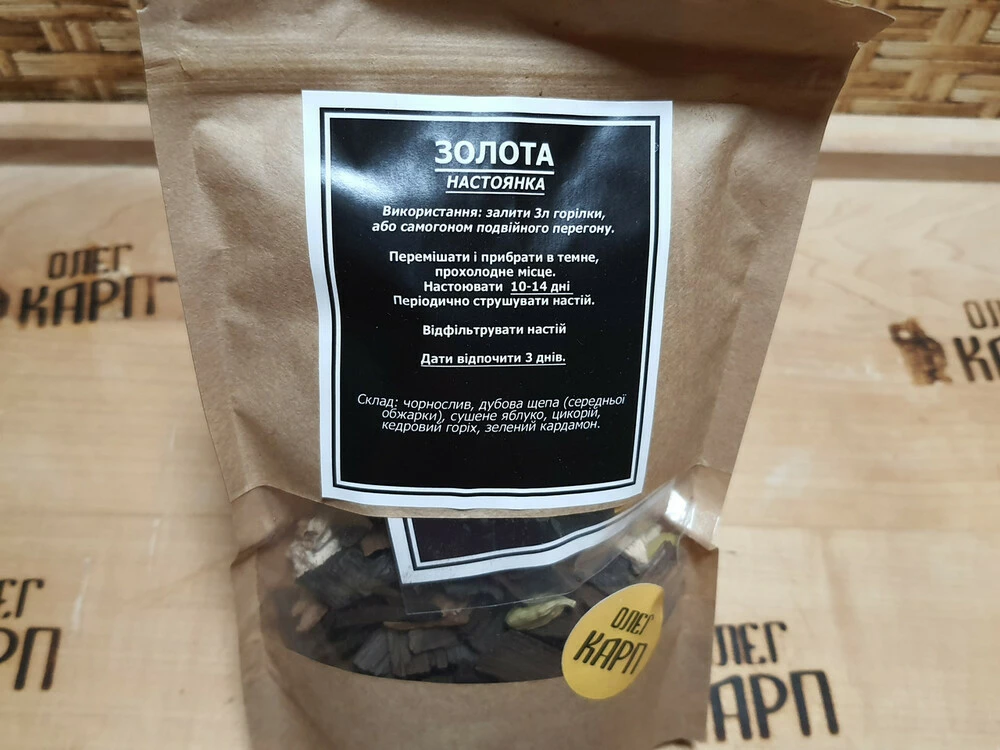 ЗОЛОТА
НАСТОЯНКА
Використання: залити 3л горілки,
або самогоном подвійного перегону.
Перемішати і прибрати в темне,
прохолодне місце.
Настоювати 10-14 дні
Періодично струшувати настій.
Відфільтрувати настій
Дати відпочити 3 днів.
Склад: чорнослив, дубова щепа (середньої
обжарки), сушене яблуко, цикорій,
кедровий горіх, зелений кардамон.
ОЛЕГ
КАРП
ОЛЕГ
КАРП